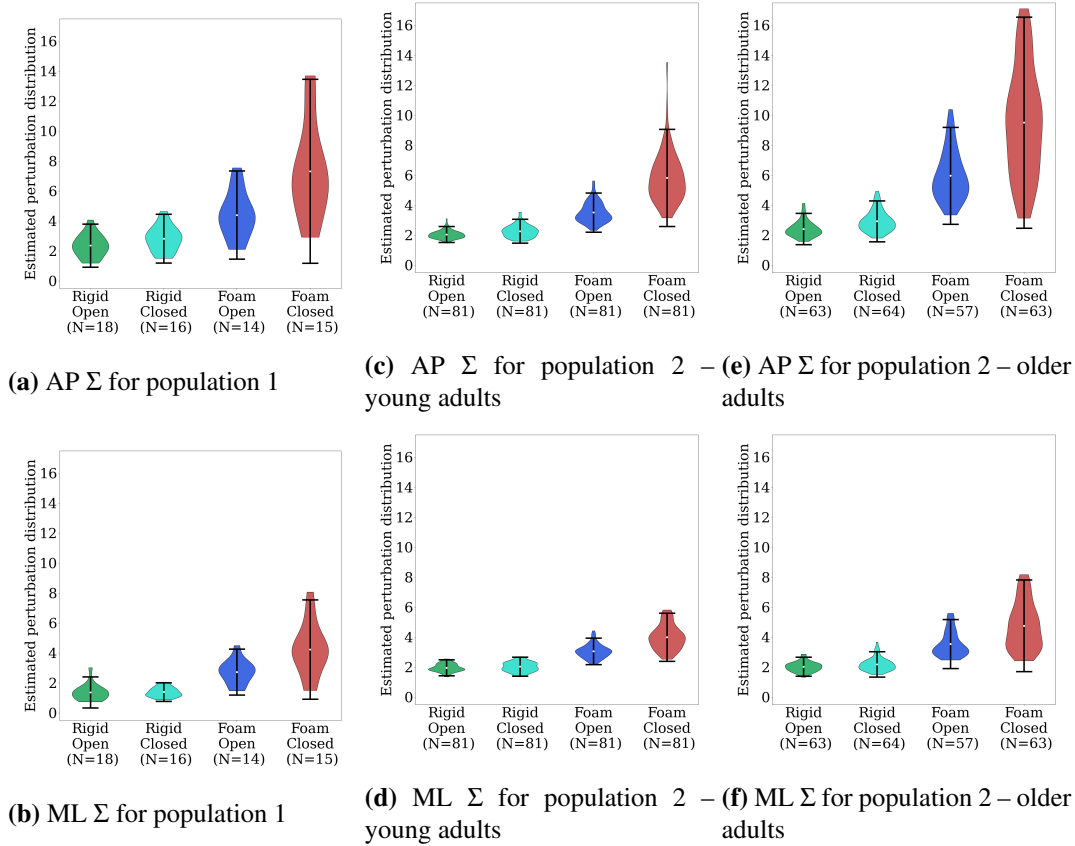 Estimated perturbation distribution
16
14
12
10
8
6
4
2
0
Rigid Open (N=18)
Rigid Closed (N=16)
Foam Open (N=14)
Foam Closed (N=15)
(a) AP Σ for population 1
Estimated perturbation distribution
16
14
12
10
8
6
4
2
0
Rigid Open (N=81)
Rigid Closed (N=81)
Foam Open (N=81)
Foam Closed (N=81)
(c) AP Σ for population 2 –
young adults
Estimated perturbation distribution
16
14
12
10
8
6
4
2
0
Rigid Open (N=63)
Rigid Closed (N=64)
Foam Open (N=57)
Foam Closed (N=63)
(e) AP Σ for population 2 – older
adults
Estimated perturbation distribution
16
14
12
10
8
6
4
2
0
Rigid Open (N=18)
Rigid Closed (N=16)
Foam Open (N=14)
Foam Closed (N=15)
(b) ML Σ for population 1
Estimated perturbation distribution
16
14
12
10
8
6
4
2
0
Rigid Open (N=81)
Rigid Closed (N=81)
Foam Open (N=81)
Foam Closed (N=81)
(d) ML Σ for population 2 –
young adults
Estimated perturbation distribution
16
14
12
10
8
6
4
2
0
Rigid Open (N=63)
Rigid Closed (N=64)
Foam Open (N=57)
Foam Closed (N=63)
(f) ML Σ for population 2 – older
adults